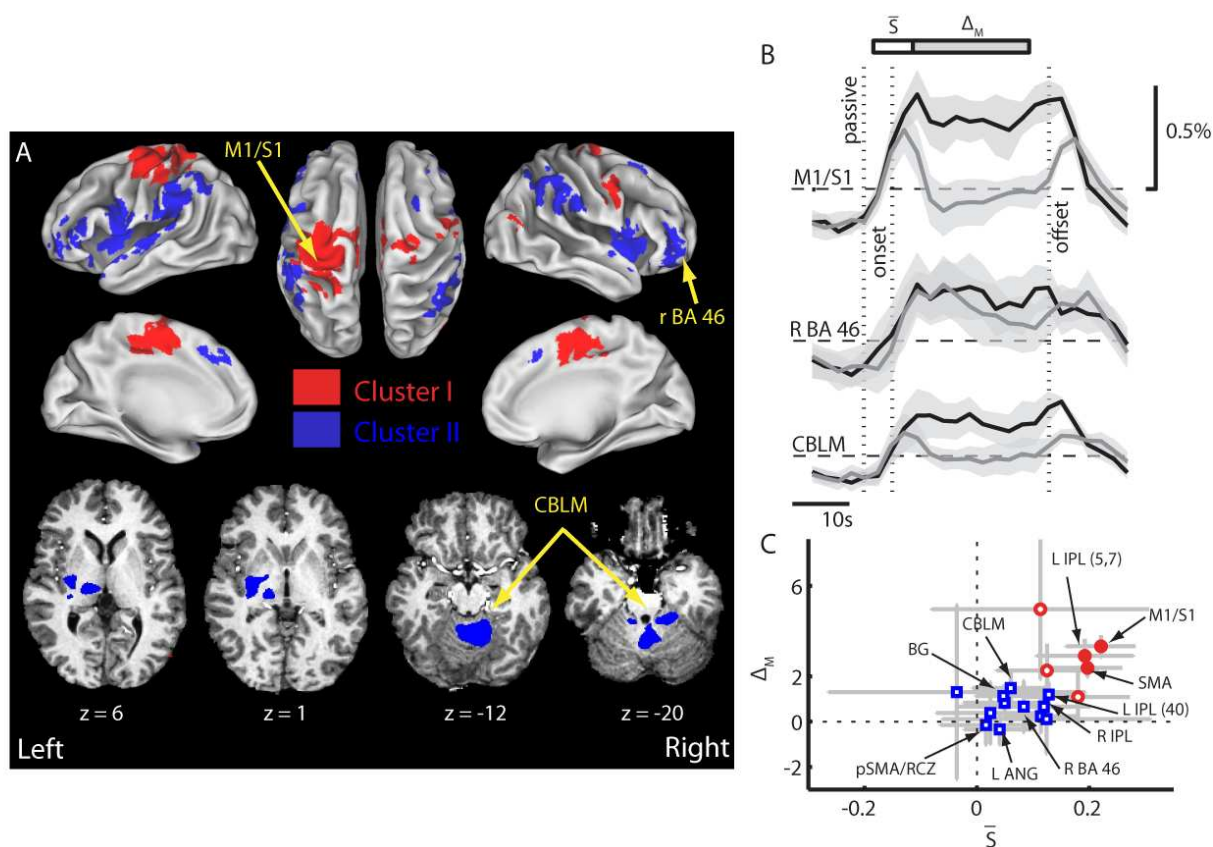 A
M1/S1
r BA 46
Cluster I
Cluster II
CBLM
z = 6
z = 1
z = -12
z = -20
Left
Right
B
S̅
Δ_M
passive
0.5%
M1/S1
onset
offset
R BA 46
CBLM
10s
C
L IPL (5,7)
M1/S1
CBLM
BG
SMA
L IPL (40)
R IPL
R BA 46
L ANG
pSMA/RCZ
Δ_M
6
2
0
-2
-0.2
0
0.2
S̅